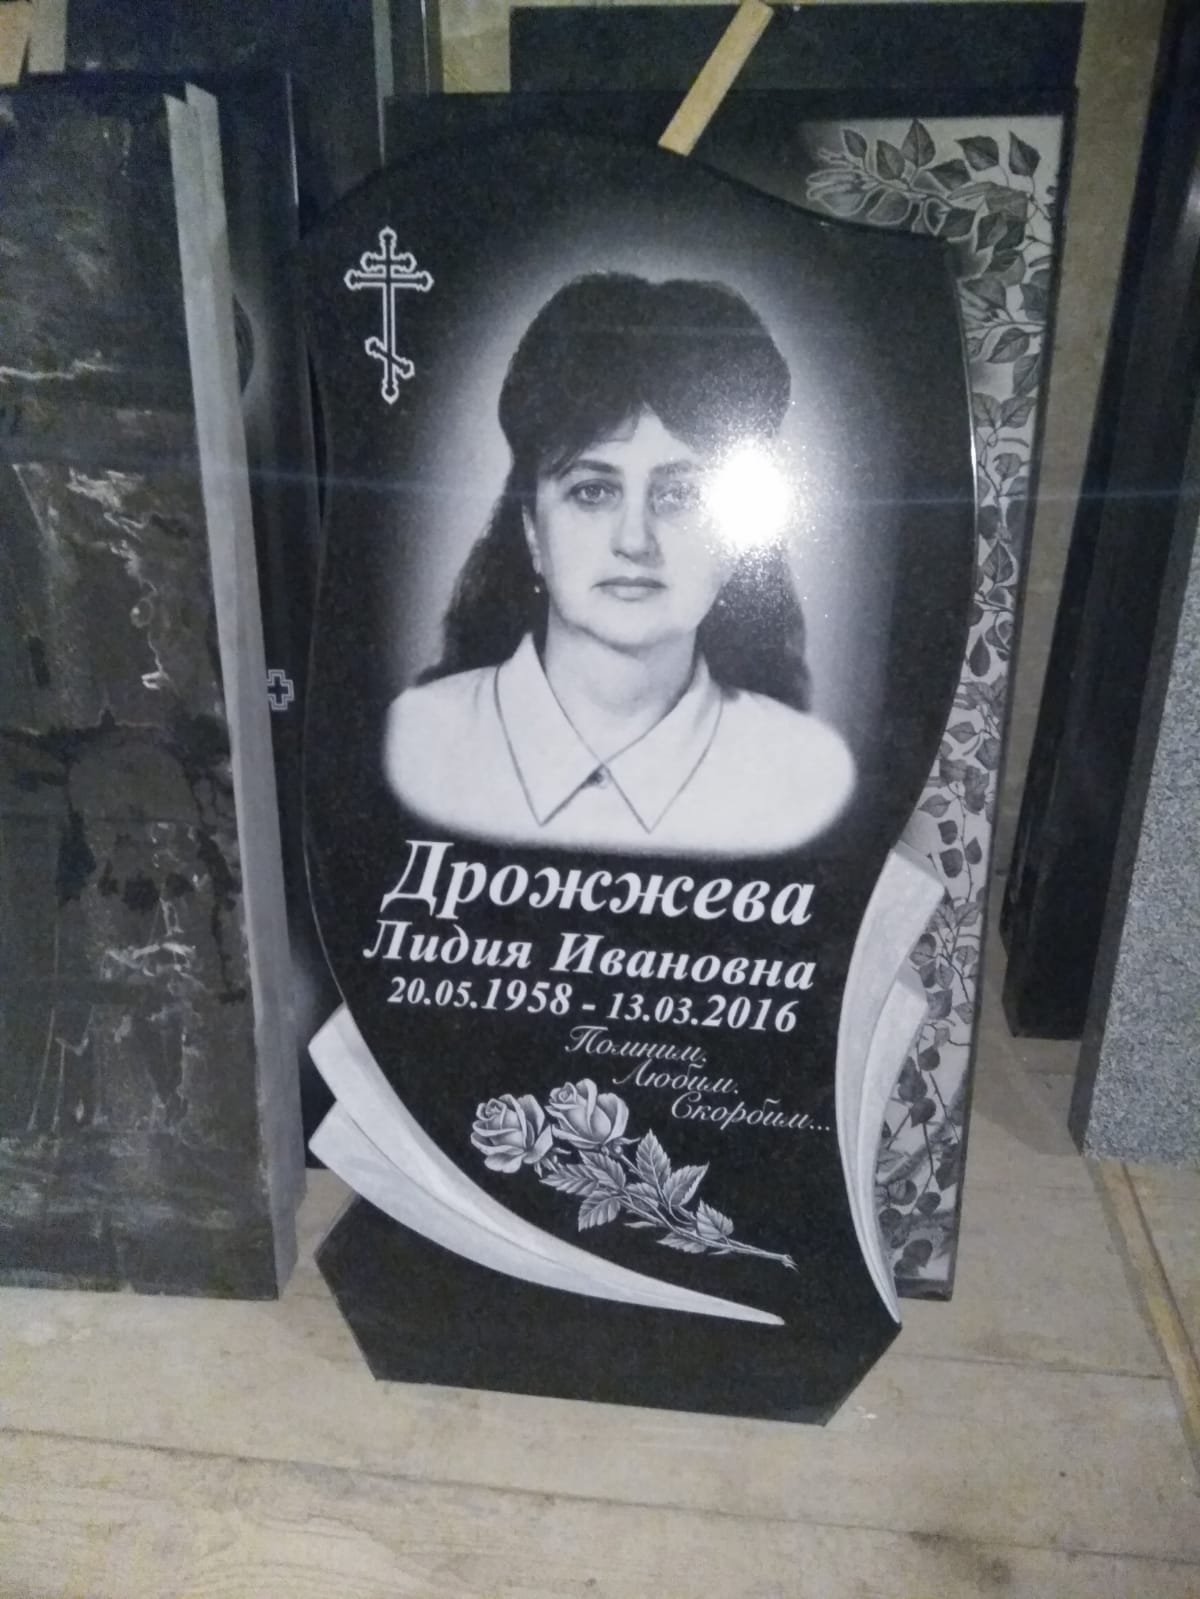 Дрожжева
Лидия Ивановна
20.05.1958 - 13.03.2016
Помним.
Любим.
Скорбим...